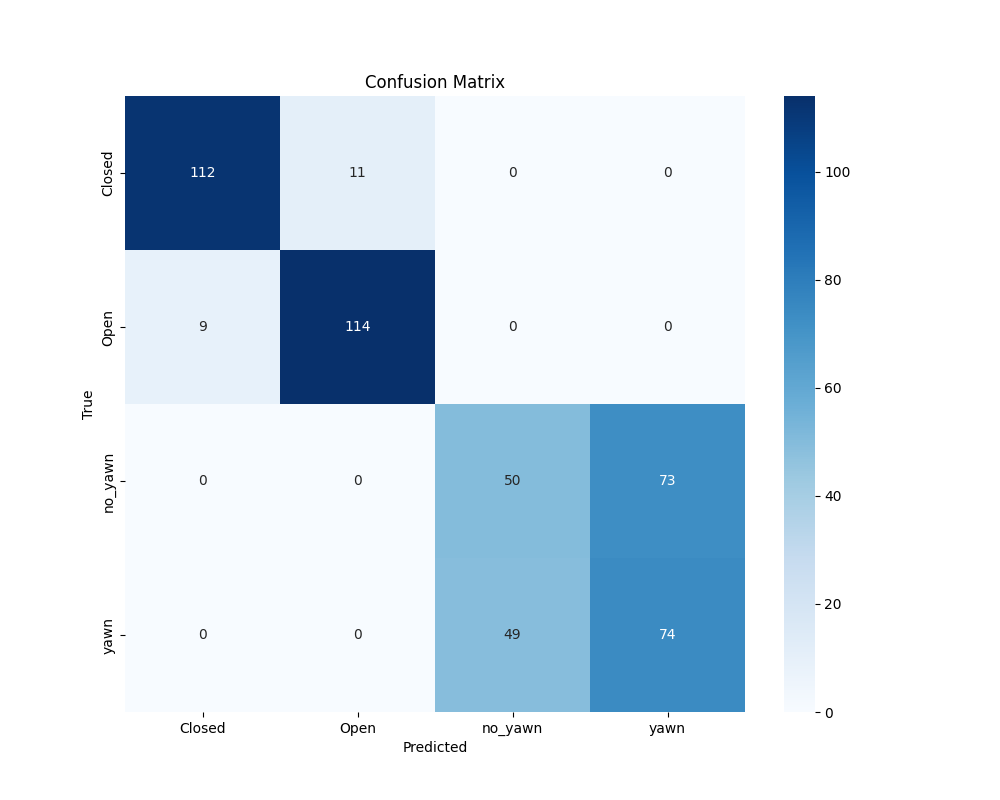 Confusion Matrix
Closed 112 11 0 0
Open 9 114 0 0
no_yawn 0 0 50 73
yawn 0 0 49 74
Closed Open no_yawn yawn
Predicted
True
100
80
60
40
20
0